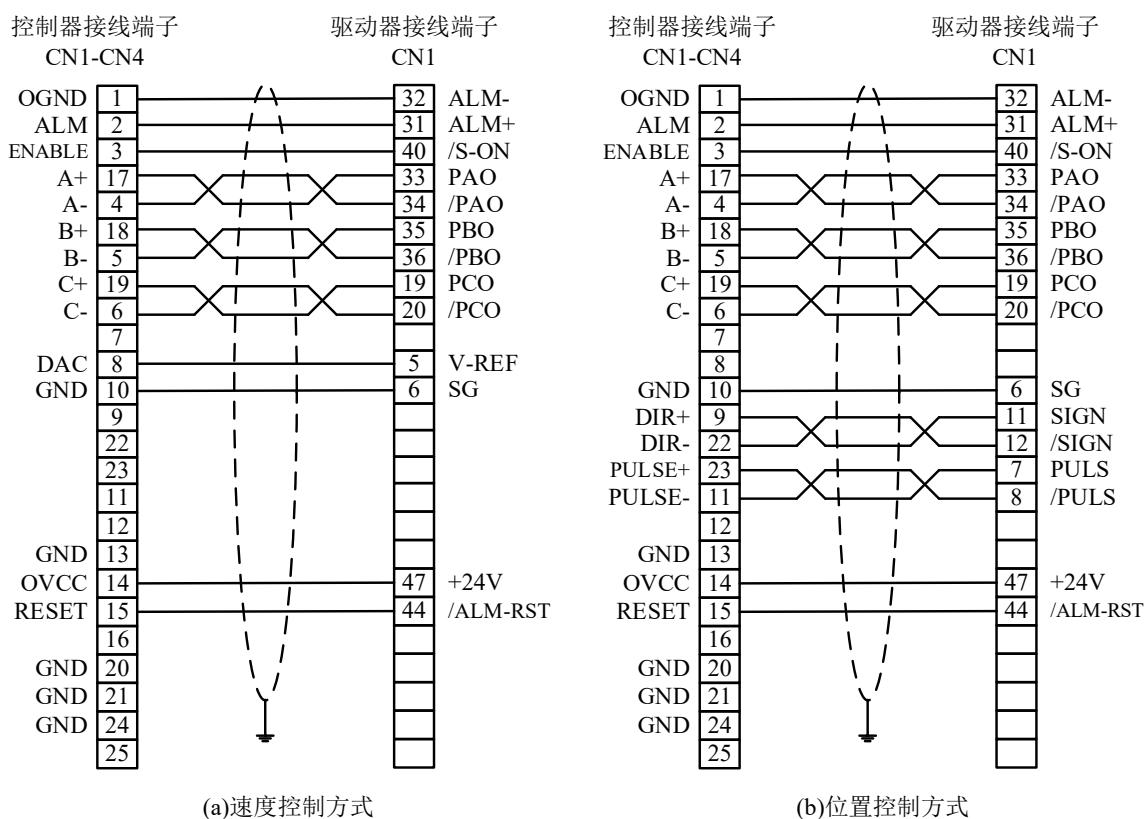 控制器接线端子 驱动器接线端子
CN1-CN4 CN1
OGND 1 32 ALM-
ALM 2 31 ALM+
ENABLE 3 40 /S-ON
A+ 17 33 PAO
A- 4 34 /PAO
B+ 18 35 PBO
B- 5 36 /PBO
C+ 19 19 PCO
C- 6 20 /PCO
7
DAC 8 5 V-REF
GND 10 6 SG
9
22
23
11
12
GND 13
OVCC 14 47 +24V
RESET 15 44 /ALM-RST
16
GND 20
GND 21
GND 24
25
(a)速度控制方式
控制器接线端子 驱动器接线端子
CN1-CN4 CN1
OGND 1 32 ALM-
ALM 2 31 ALM+
ENABLE 3 40 /S-ON
A+ 17 33 PAO
A- 4 34 /PAO
B+ 18 35 PBO
B- 5 36 /PBO
C+ 19 19 PCO
C- 6 20 /PCO
7
8
GND 10 6 SG
DIR+ 9 11 SIGN
DIR- 22 12 /SIGN
PULSE+ 23 7 PULS
PULSE- 11 8 /PULS
12
GND 13
OVCC 14 47 +24V
RESET 15 44 /ALM-RST
16
GND 20
GND 21
GND 24
25
(b)位置控制方式